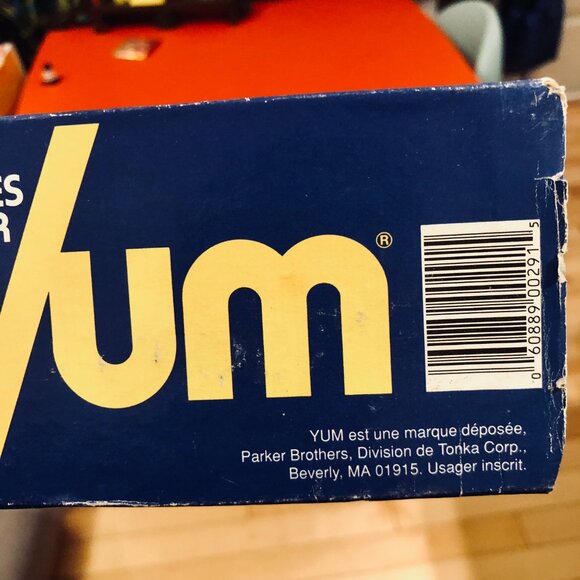 ES
R
Yum®
0 60889 00291 5
YUM est une marque déposée,
Parker Brothers, Division de Tonka Corp.,
Beverly, MA 01915. Usager inscrit.